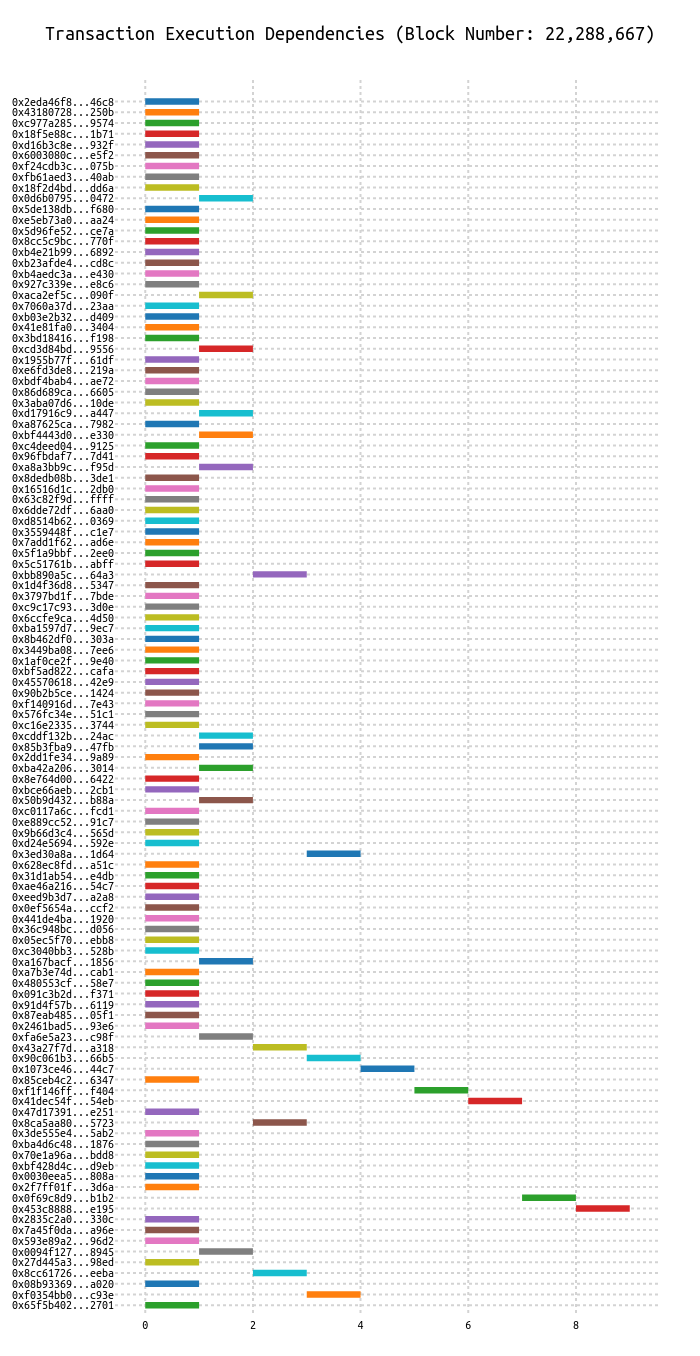 Transaction Execution Dependencies (Block Number: 22,288,667)
0x2eda46f8...46c8
0x43180728...250b
0xc977a285...9574
0x18f5e88c...1b71
0xd16b3c8e...932f
0x6003080c...e5f2
0xf24cdb3c...075b
0xfb61aed3...40ab
0x18f2d4bd...dd6a
0x0d6b0795...0472
0x5de138db...f680
0xe5eb73a0...aa24
0x5d96fe52...ce7a
0x8cc5c9bc...770f
0xb4e21b99...6892
0xb23afde4...cd8c
0xb4aedc3a...e430
0x927c339e...e8c6
0xaca2ef5c...090f
0x7060a37d...23aa
0xb03e2b32...d409
0x41e81fa0...3404
0x3bd18416...f198
0xcd3d84bd...9556
0x1955b77f...61df
0xe6fd3de8...219a
0xbdf4bab4...ae72
0x86d689ca...6605
0x3aba07d6...10de
0xd17916c9...a447
0xa87625ca...7982
0xbf4443d0...e330
0xc4deed04...9125
0x96fbdaf7...7d41
0xa8a3bb9c...f95d
0x8dedb08b...3de1
0x16516d1c...2db0
0x63c82f9d...ffff
0x6dde72df...6aa0
0xd8514b62...0369
0x3559448f...c1e7
0x7add1f62...ad6e
0x5f1a9bbf...2ee0
0x5c51761b...abff
0xbb890a5c...64a3
0x1d4f36d8...5347
0x3797bd1f...7bde
0xc9c17c93...3d0e
0x6ccfe9ca...4d50
0xba1597d7...9ec7
0x8b462df0...303a
0x3449ba08...7ee6
0x1af0ce2f...9e40
0xbf5ad822...cafa
0x45570618...42e9
0x90b2b5ce...1424
0xf140916d...7e43
0x576fc34e...51c1
0xc16e2335...3744
0xcddf132b...24ac
0x85b3fba9...47fb
0x2dd1fe34...9a89
0xba42a206...3014
0x8e764d00...6422
0xbce66aeb...2cb1
0x50b9d432...b88a
0xc0117a6c...fcd1
0xe889cc52...91c7
0x9b66d3c4...565d
0xd24e5694...592e
0x3ed30a8a...1d64
0x628ec8fd...a51c
0x31d1ab54...e4db
0xae46a216...54c7
0xeed9b3d7...a2a8
0x0ef5654a...ccf2
0x441de4ba...1920
0x36c948bc...d056
0x05ec5f70...ebb8
0xc3040bb3...528b
0xa167bacf...1856
0xa7b3e74d...cab1
0x480553cf...58e7
0x091c3b2d...f371
0x91d4f57b...6119
0x87eab485...05f1
0x2461bad5...93e6
0xfa6e5a23...c98f
0x43a27f7d...a318
0x90c061b3...66b5
0x1073ce46...44c7
0x85ceb4c2...6347
0xf1f146ff...f404
0x41dec54f...54eb
0x47d17391...e251
0x8ca5aa80...5723
0x3de555e4...5ab2
0xba4d6c48...1876
0x70e1a96a...bdd8
0xbf428d4c...d9eb
0x0030eea5...808a
0x2f7ff01f...3d6a
0x0f69c8d9...b1b2
0x453c8888...e195
0x2835c2a0...330c
0x7a45f0da...a96e
0x593e89a2...96d2
0x0094f127...8945
0x27d445a3...98ed
0x8cc61726...eeba
0x08b93369...a020
0xf0354bb0...c93e
0x65f5b402...2701
0 2 4 6 8